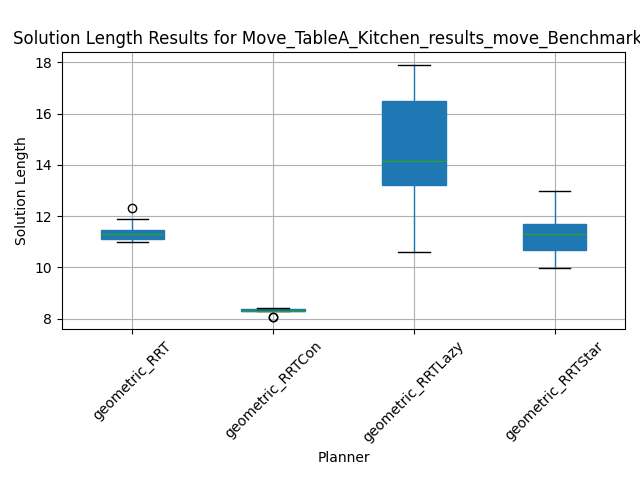 Solution Length Results for Move_TableA_Kitchen_results_move_Benchmark
18
16
14
12
10
8
Solution Length
geometric_RRT
geometric_RRTCon
geometric_RRTLazy
geometric_RRTStar
Planner